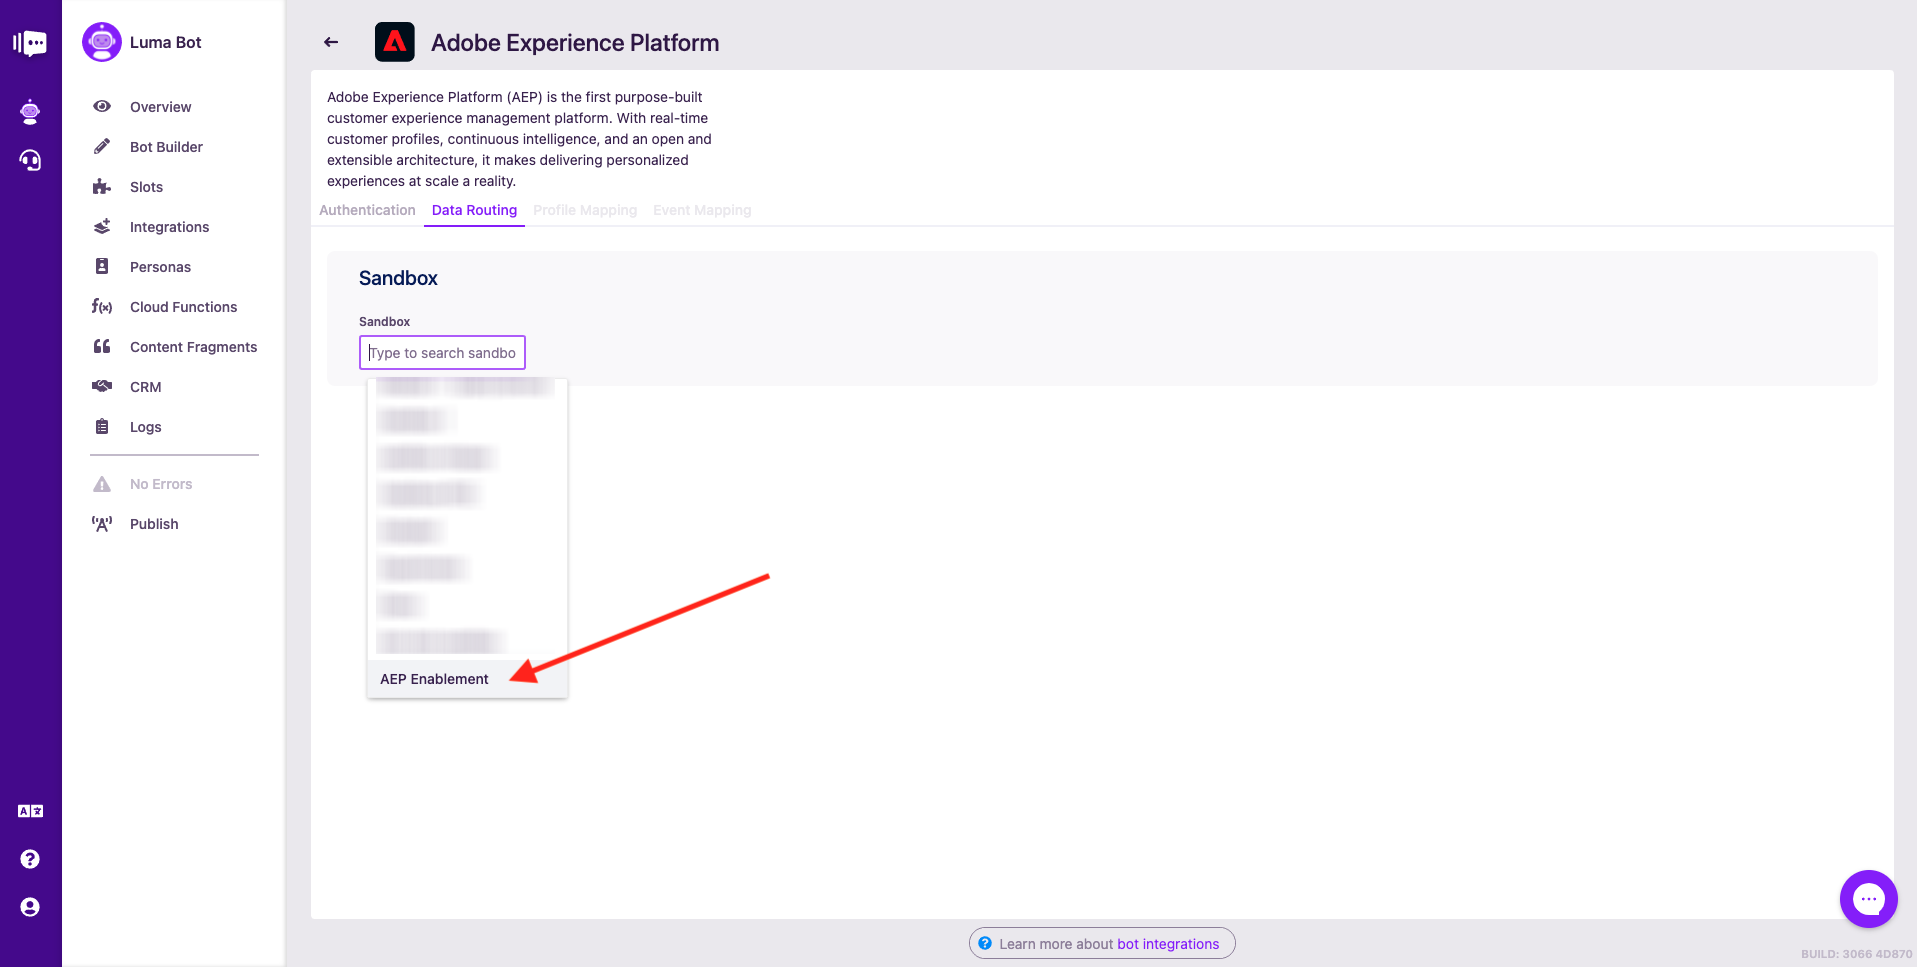 Luma Bot
Overview
Bot Builder
Slots
Integrations
Personas
Cloud Functions
Content Fragments
CRM
Logs
No Errors
Publish
Adobe Experience Platform
Adobe Experience Platform (AEP) is the first purpose-built
customer experience management platform. With real-time
customer profiles, continuous intelligence, and an open and
extensible architecture, it makes delivering personalized
experiences at scale a reality.
Authentication Data Routing Profile Mapping Event Mapping
Sandbox
Sandbox
Type to search sandbo
AEP Enablement
Learn more about bot integrations
BUILD: 3066 4D870